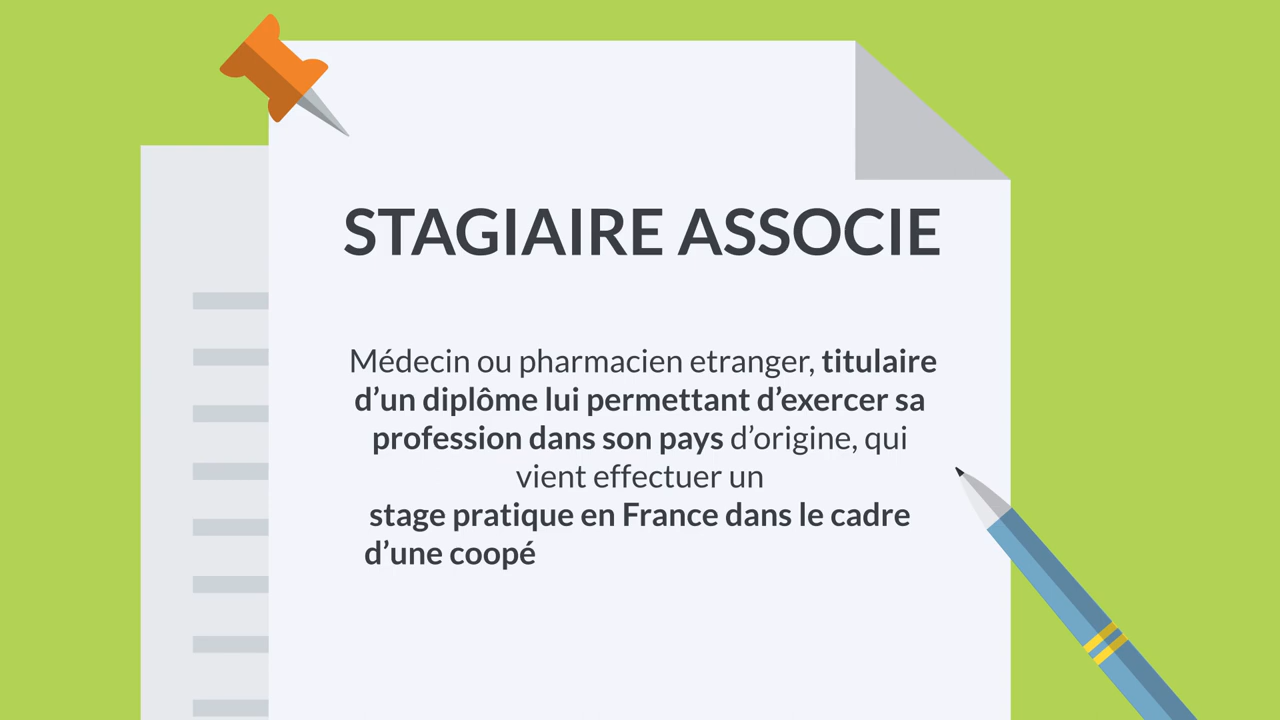 STAGIAIRE ASSOCIE
Médecin ou pharmacien etranger, titulaire
d’un diplôme lui permettant d’exercer sa
profession dans son pays d’origine, qui
vient effectuer un
stage pratique en France dans le cadre
d’une coopé